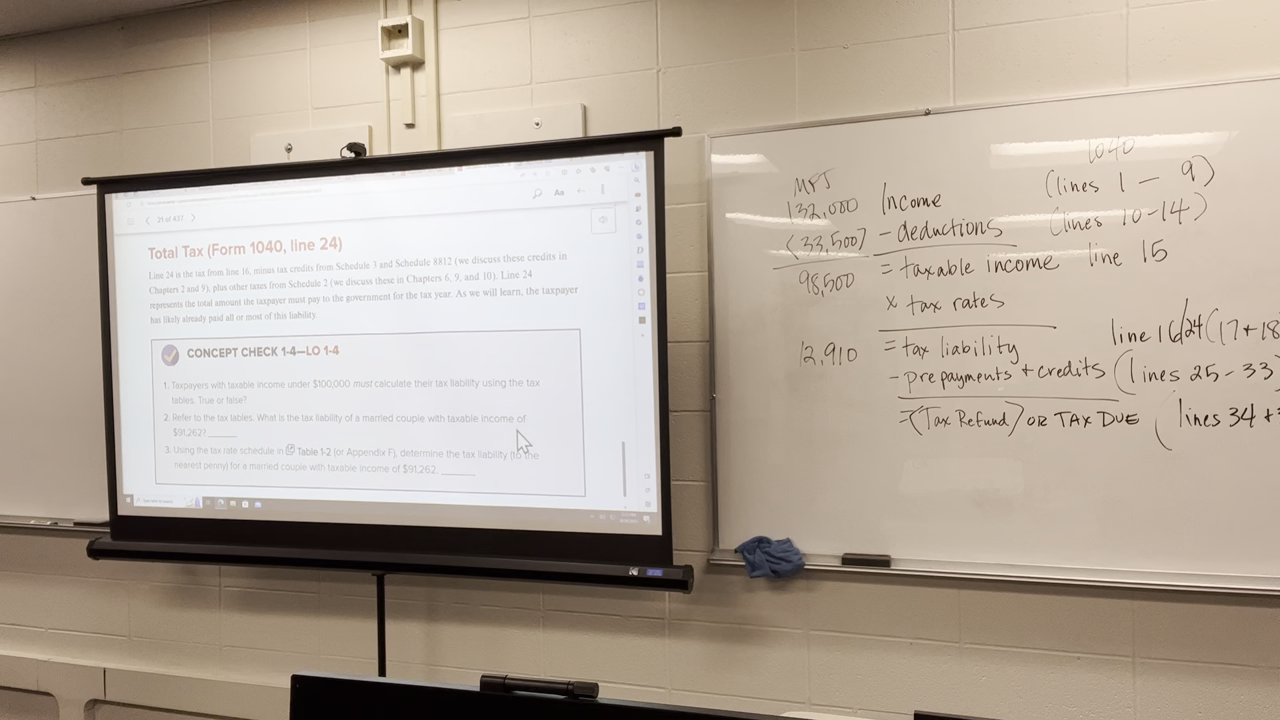 Aa
21 of 437
Total Tax (Form 1040, line 24)
Line 24 is the tax from line 16, minus tax credits from Schedule 3 and Schedule 8812 (we discuss these credits in
Chapters 2 and 9), plus other taxes from Schedule 2 (we discuss these in Chapters 6, 9, and 10). Line 24
represents the total amount the taxpayer must pay to the government for the tax year. As we will learn, the taxpayer
has likely already paid all or most of this liability.
CONCEPT CHECK 1-4—LO 1-4
1. Taxpayers with taxable income under $100,000 must calculate their tax liability using the tax
tables. True or false?
2. Refer to the tax tables. What is the tax liability of a married couple with taxable income of
$91,262? ______
3. Using the tax rate schedule in Table 1-2 (or Appendix F), determine the tax liability (to the
nearest penny) for a married couple with taxable income of $91,262. ______
1040
MFJ
132,000 Income (lines 1 - 9)
(33,500) - deductions (lines 10-14)
98,500 = taxable income line 15
x tax rates
12,910 = tax liability line 16/24 (17+18
- prepayments + credits (lines 25-33
=(Tax Refund) OR TAX DUE (lines 34 +